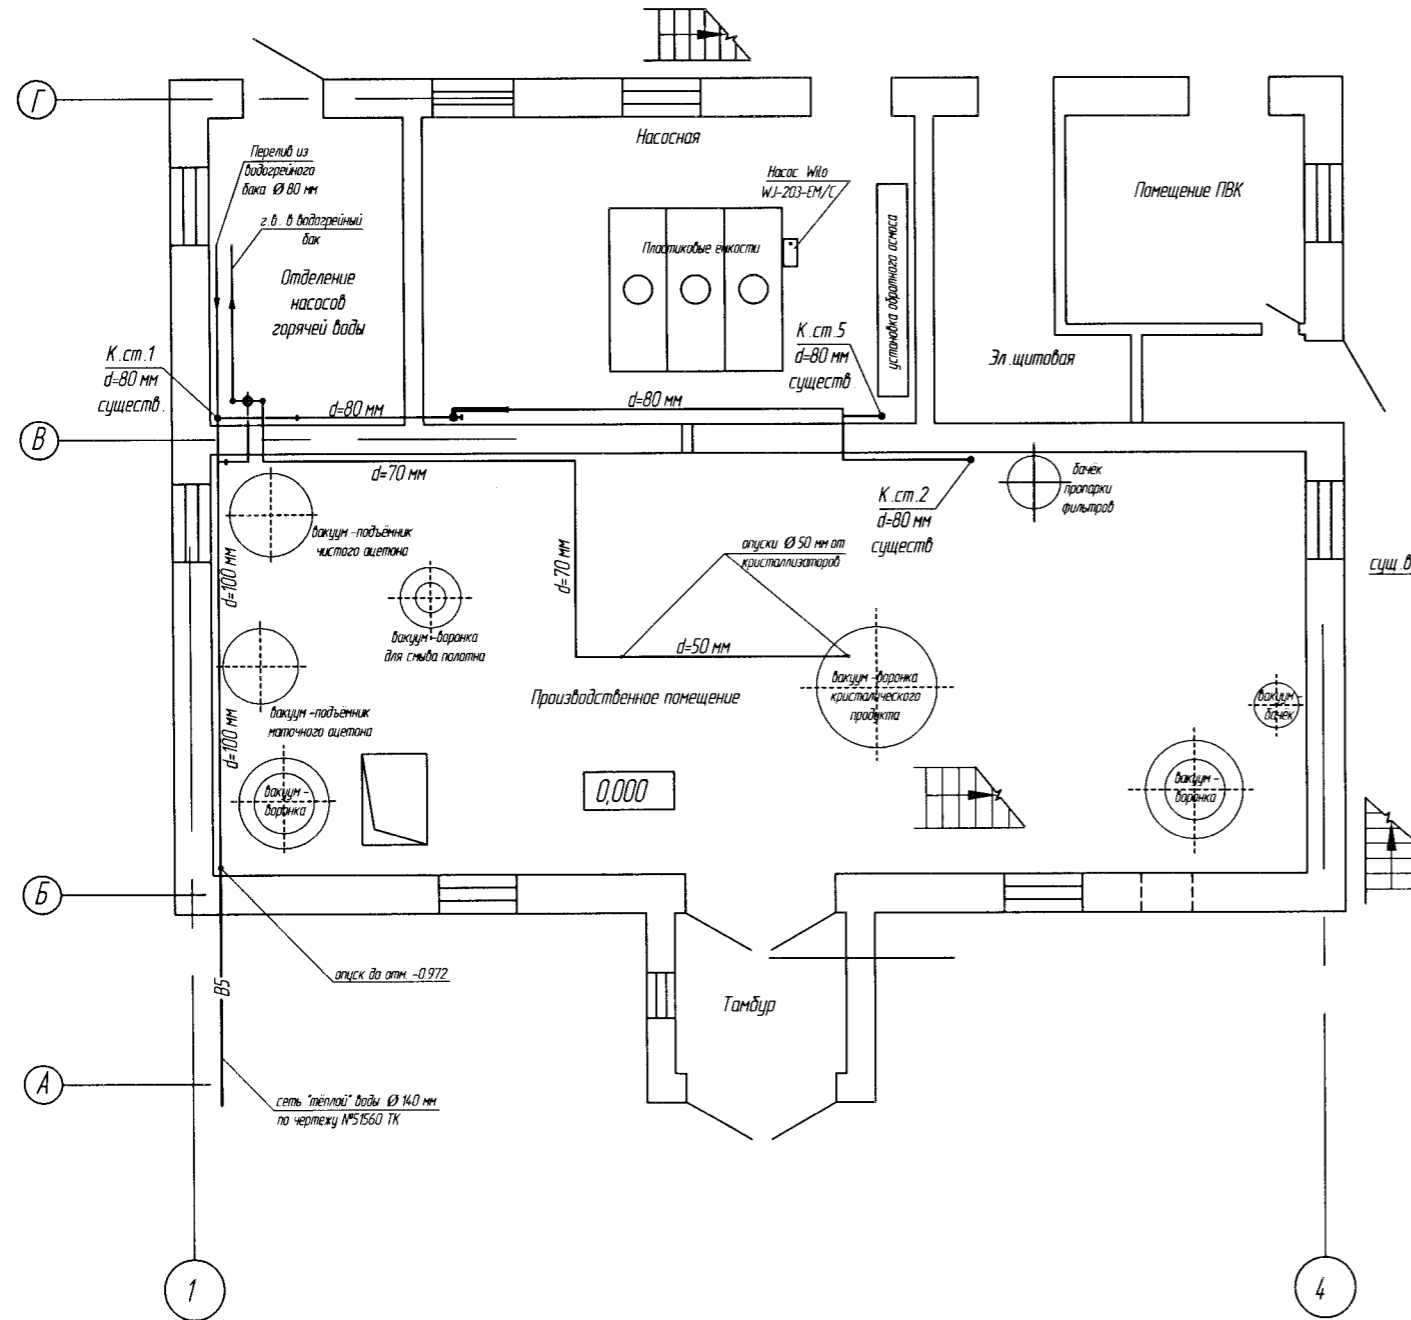 Г
Насосная
Перелив из
водогрейного
бака Ø 80 мм
Насос Wilo
WJ-203-EM/C
Помещение ПВК
г.в. в водогрейный
бак
Пластиковые емкости
установка обратного осмоса
Отделение
насосов
горячей воды
К.ст.1
d=80 мм
существ.
К.ст.5
d=80 мм
существ.
Эл.щитовая
d=80 мм
d=80 мм
В
d=70 мм
К.ст.2
d=80 мм
существ
бачёк
пропарки
фильтров
вакуум-подъёмник
чистого ацетона
опуски Ø 50 мм от
кристаллизаторов
d=100 мм
d=70 мм
сущ.в
вакуум-воронка
для смыва полотна
d=50 мм
вакуум-воронка
кристалического
продукта
Производственное помещение
вакуум-
бачёк
вакуум-подъёмник
маточного ацетона
d=100 мм
вакуум-
воронка
0,000
вакуум-
воронка
Б
опуск до отм. -0.972
В5
Тамбур
А
сеть "тёплой" воды Ø 140 мм
по чертежу №51560 ТК
1
4